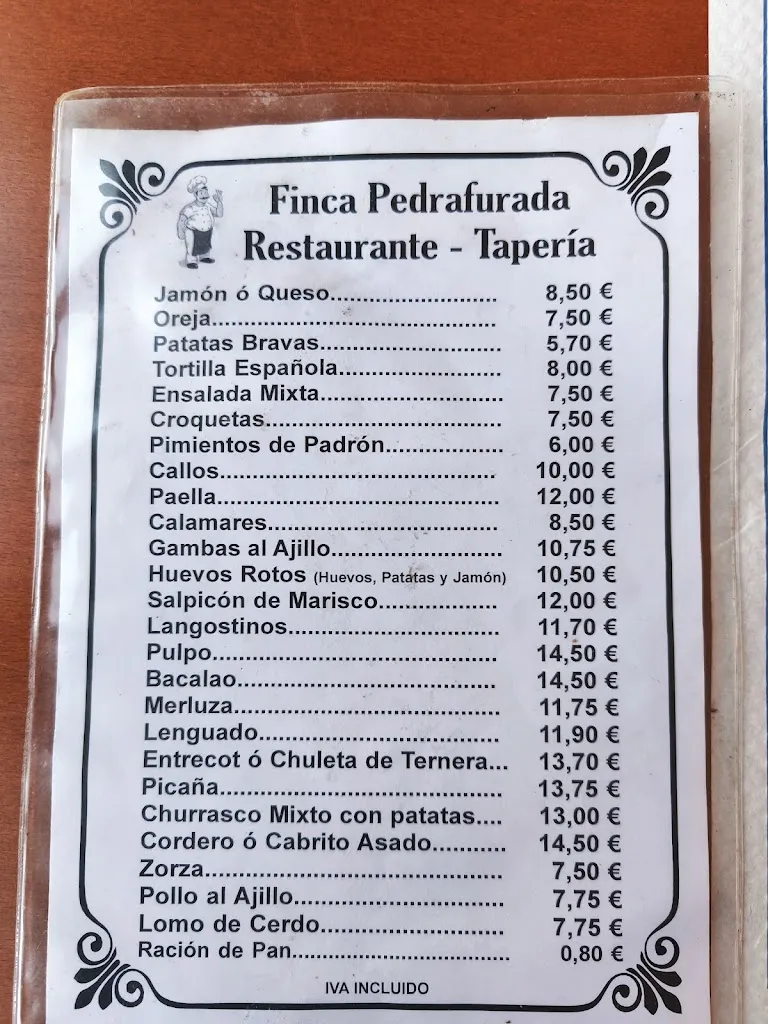 Finca Pedrafurada
Restaurante - Tapería
Jamón ó Queso.......................... 8,50 €
Oreja............................................ 7,50 €
Patatas Bravas............................ 5,70 €
Tortilla Española......................... 8,00 €
Ensalada Mixta............................ 7,50 €
Croquetas..................................... 7,50 €
Pimientos de Padrón.................. 6,00 €
Callos........................................... 10,00 €
Paella............................................ 12,00 €
Calamares.................................... 8,50 €
Gambas al Ajillo.......................... 10,75 €
Huevos Rotos (Huevos, Patatas y Jamón) 10,50 €
Salpicón de Marisco.................. 12,00 €
Langostinos................................. 11,70 €
Pulpo............................................ 14,50 €
Bacalao........................................ 14,50 €
Merluza......................................... 11,75 €
Lenguado..................................... 11,90 €
Entrecot ó Chuleta de Ternera... 13,70 €
Picaña........................................... 13,75 €
Churrasco Mixto con patatas.... 13,00 €
Cordero ó Cabrito Asado........... 14,50 €
Zorza.............................................. 7,50 €
Pollo al Ajillo................................ 7,75 €
Lomo de Cerdo............................ 7,75 €
Ración de Pan.................................. 0,80 €
IVA INCLUIDO